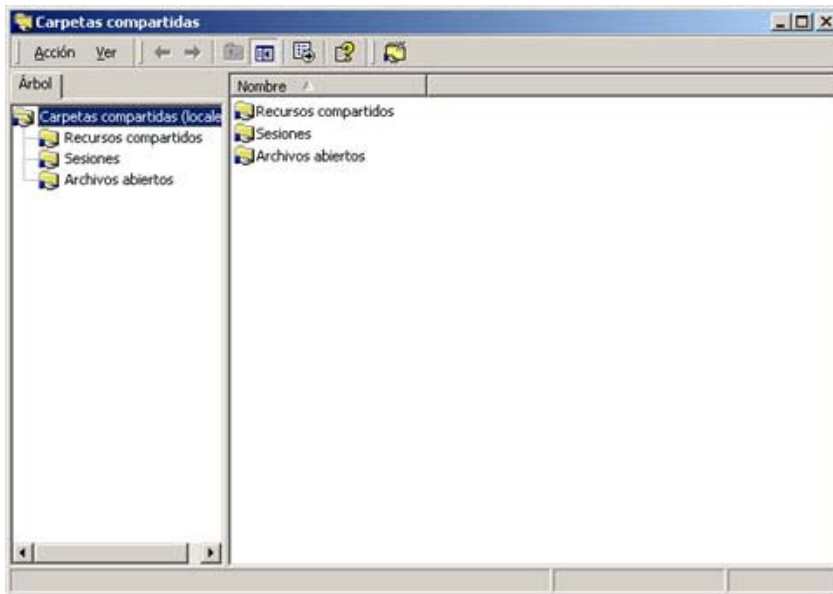 Carpetas compartidas
Acción Ver
Árbol
Nombre
Carpetas compartidas (locale
Recursos compartidos
Sesiones
Archivos abiertos
Recursos compartidos
Sesiones
Archivos abiertos